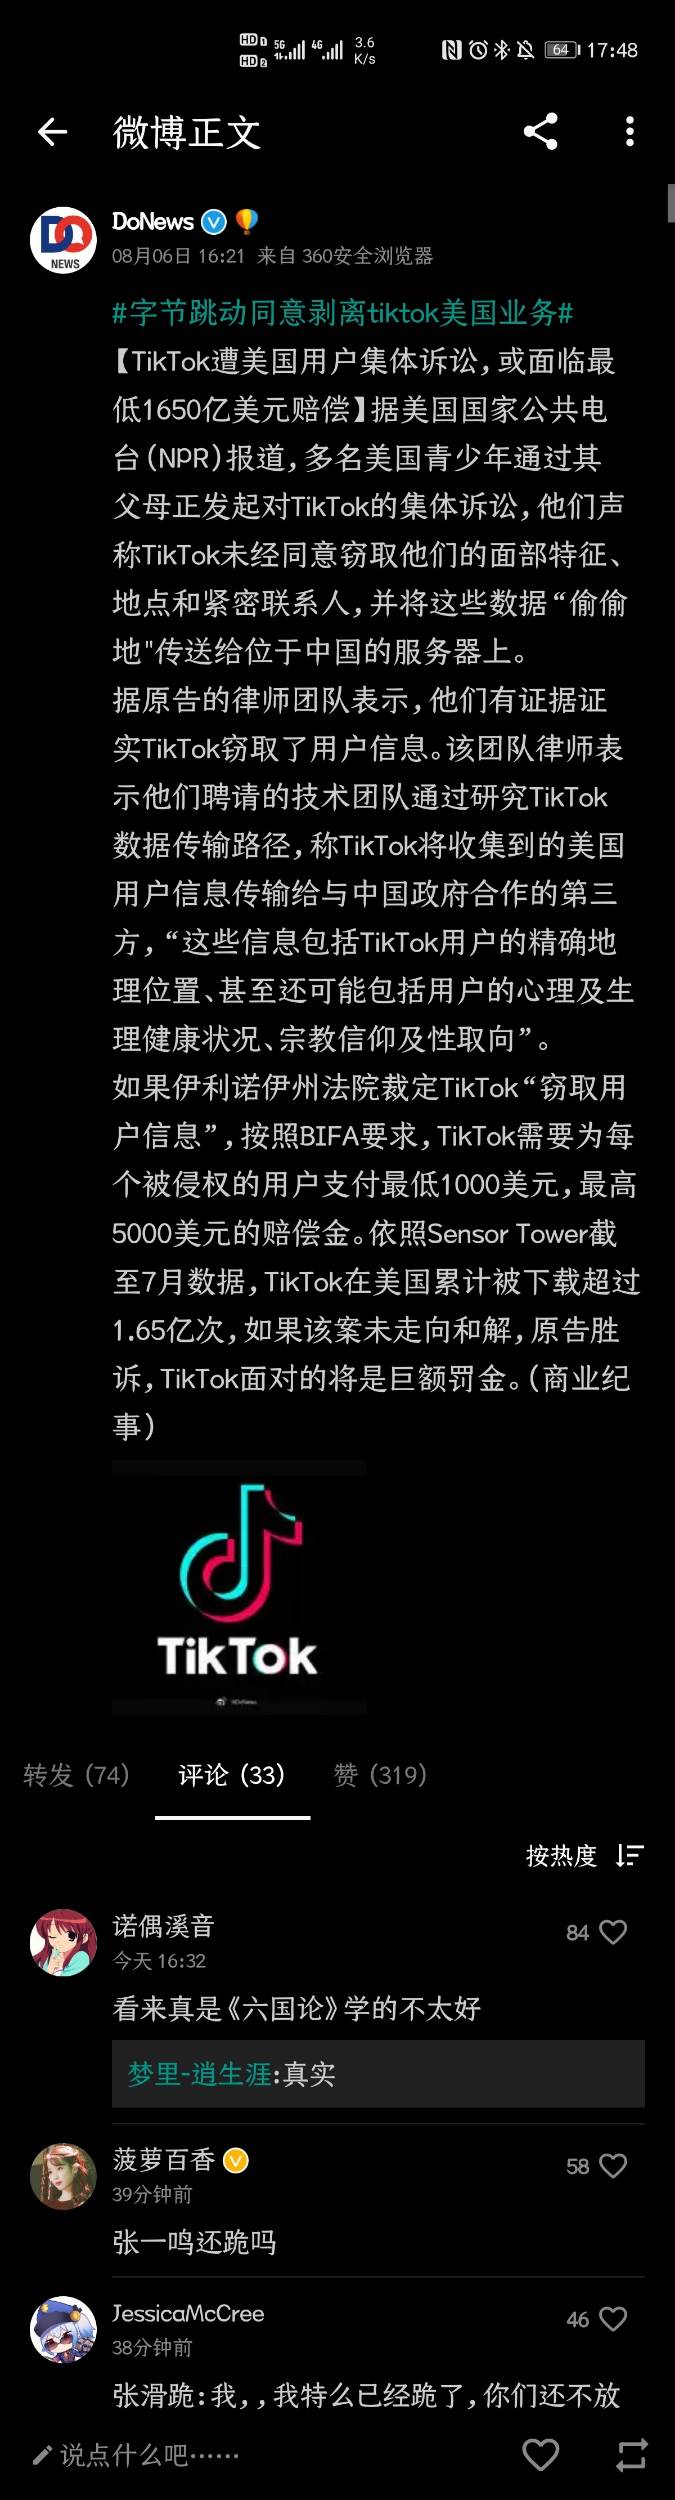 HD 1 5G 4G 3.6 64 17:48
HD 2 K/s
微博正文
DoNews
08月06日 16:21 来自 360安全浏览器
DO
NEWS
#字节跳动同意剥离tiktok美国业务#
【TikTok遭美国用户集体诉讼,或面临最
低1650亿美元赔偿】据美国国家公共电
台(NPR)报道,多名美国青少年通过其
父母正发起对TikTok的集体诉讼,他们声
称TikTok未经同意窃取他们的面部特征、
地点和紧密联系人,并将这些数据“偷偷
地"传送给位于中国的服务器上。
据原告的律师团队表示,他们有证据证
实TikTok窃取了用户信息。该团队律师表
示他们聘请的技术团队通过研究TikTok
数据传输路径,称TikTok将收集到的美国
用户信息传输给与中国政府合作的第三
方,“这些信息包括TikTok用户的精确地
理位置、甚至还可能包括用户的心理及生
理健康状况、宗教信仰及性取向”。
如果伊利诺伊州法院裁定TikTok“窃取用
户信息”,按照BIFA要求,TikTok需要为每
个被侵权的用户支付最低1000美元,最高
5000美元的赔偿金。依照Sensor Tower截
至7月数据,TikTok在美国累计被下载超过
1.65亿次,如果该案未走向和解,原告胜
诉,TikTok面对的将是巨额罚金。(商业纪
事)
TikTok
转发 (74) 评论 (33) 赞 (319)
按热度
诺偶溪音 84
今天 16:32
看来真是《六国论》学的不太好
梦里-逍生涯:真实
菠萝百香 58
39分钟前
张一鸣还跪吗
JessicaMcCree 46
38分钟前
张滑跪:我,,我特么已经跪了,你们还不放
说点什么吧……